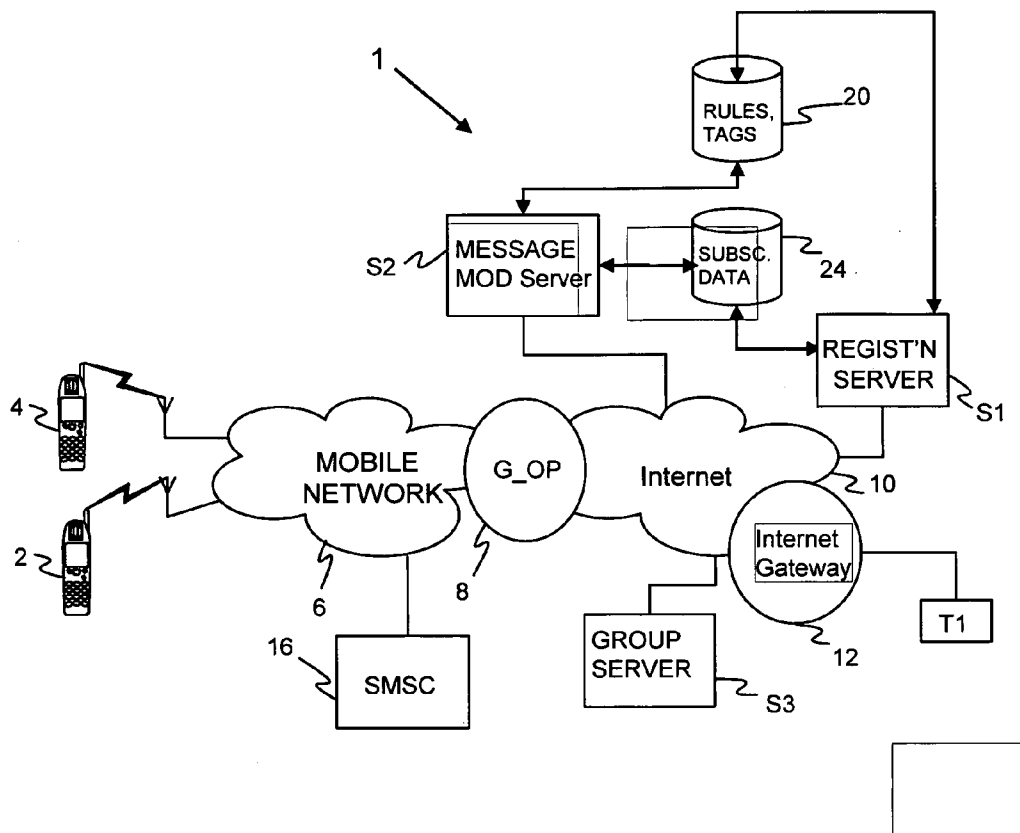 1
RULES,
TAGS
20
S2
MESSAGE
MOD Server
SUBSC.
DATA
24
REGIST'N
SERVER
S1
4
MOBILE
NETWORK
G_OP
Internet
10
2
6
8
Internet
Gateway
12
T1
16
SMSC
GROUP
SERVER
S3